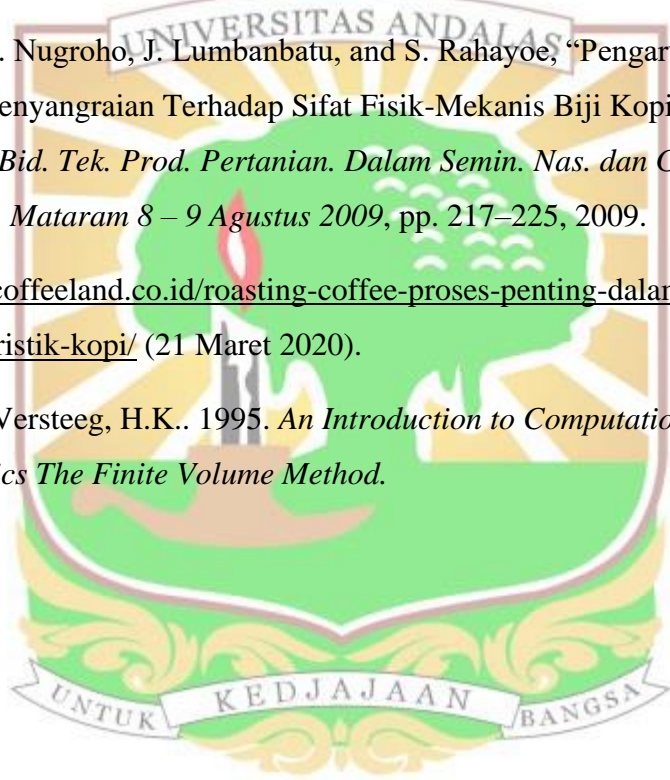 UNIVERSITAS ANDALAS
. Nugroho, J. Lumbanbatu, and S. Rahayoe, “Pengar
enyangraian Terhadap Sifat Fisik-Mekanis Biji Kopi
Bid. Tek. Prod. Pertanian. Dalam Semin. Nas. dan
Mataram 8 – 9 Agustus 2009, pp. 217–225, 2009.
coffeeland.co.id/roasting-coffee-proses-penting-dalam
ristik-kopi/ (21 Maret 2020).
Versteeg, H.K.. 1995. An Introduction to Computatio
ics The Finite Volume Method.
UNTUK KEDJAJAAN BANGSA